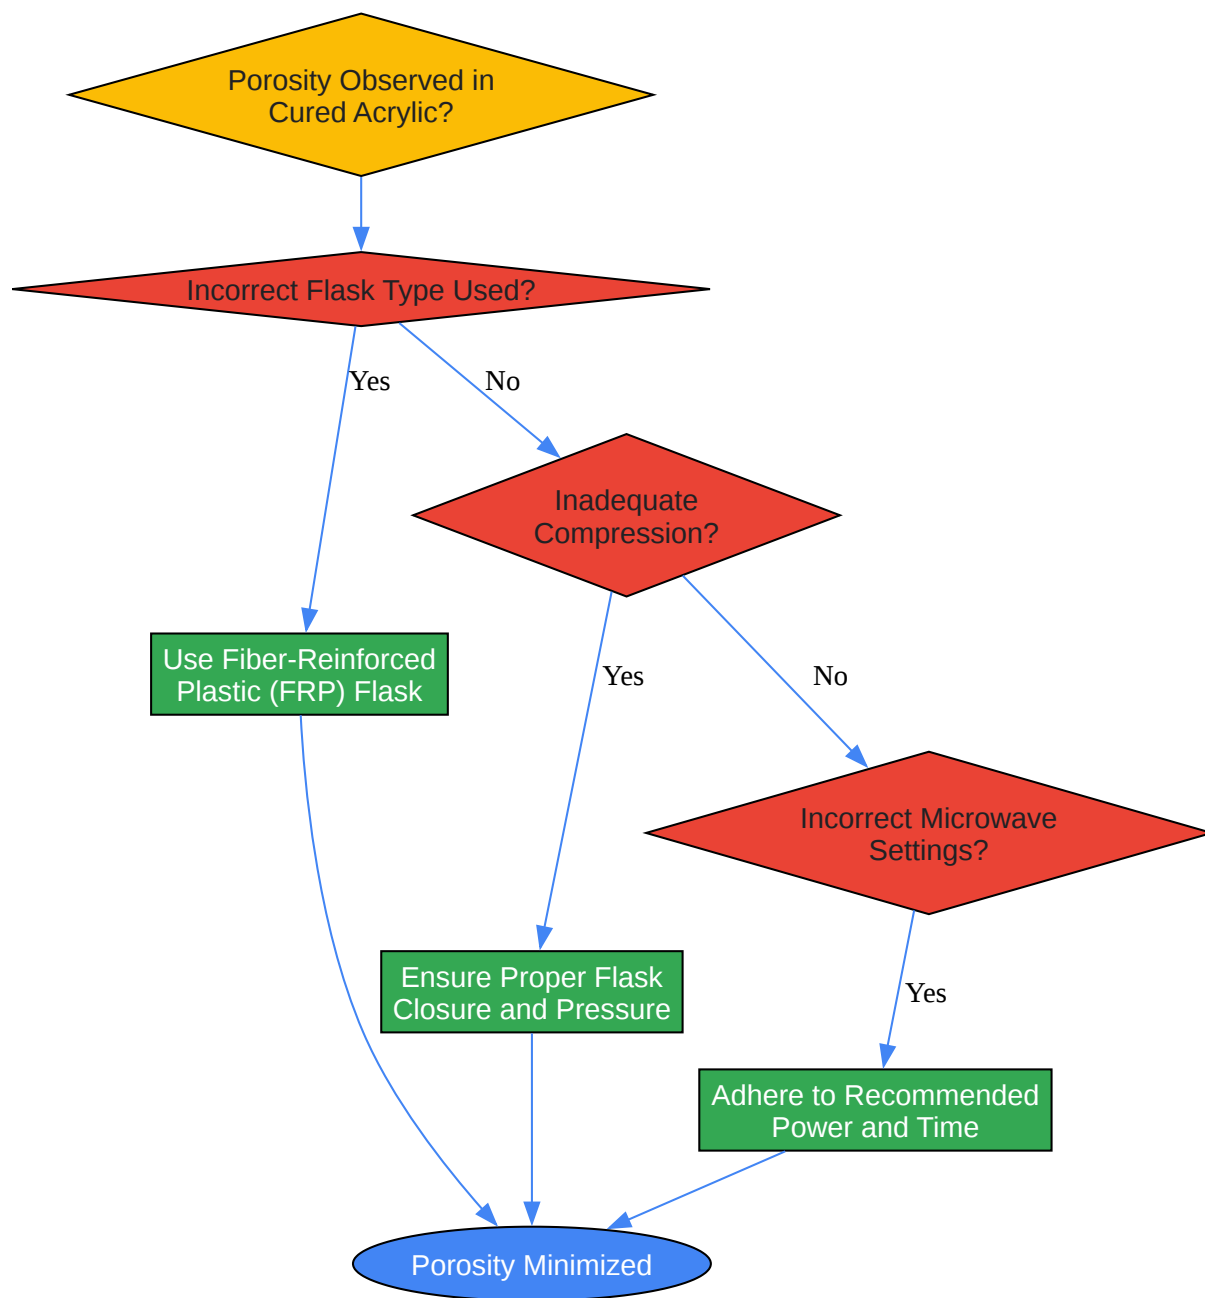 Porosity Observed in
Cured Acrylic?
Incorrect Flask Type Used?
Yes
No
Inadequate
Compression?
Use Fiber-Reinforced
Plastic (FRP) Flask
Yes
No
Incorrect Microwave
Settings?
Ensure Proper Flask
Closure and Pressure
Yes
Adhere to Recommended
Power and Time
Porosity Minimized